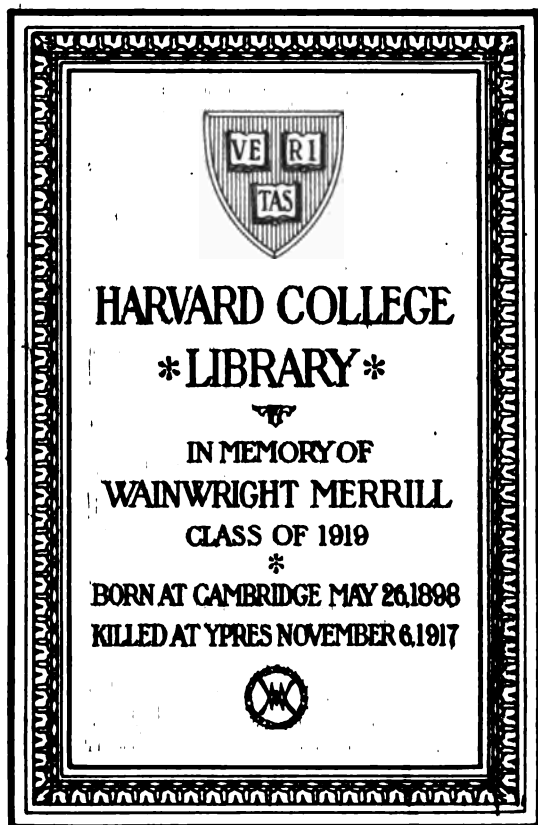 VE RI
TAS
HARVARD COLLEGE
*LIBRARY*
IN MEMORY OF
WAINWRIGHT MERRILL
CLASS OF 1919
*
BORN AT CAMBRIDGE MAY 26, 1898
KILLED AT YPRES NOVEMBER 6, 1917